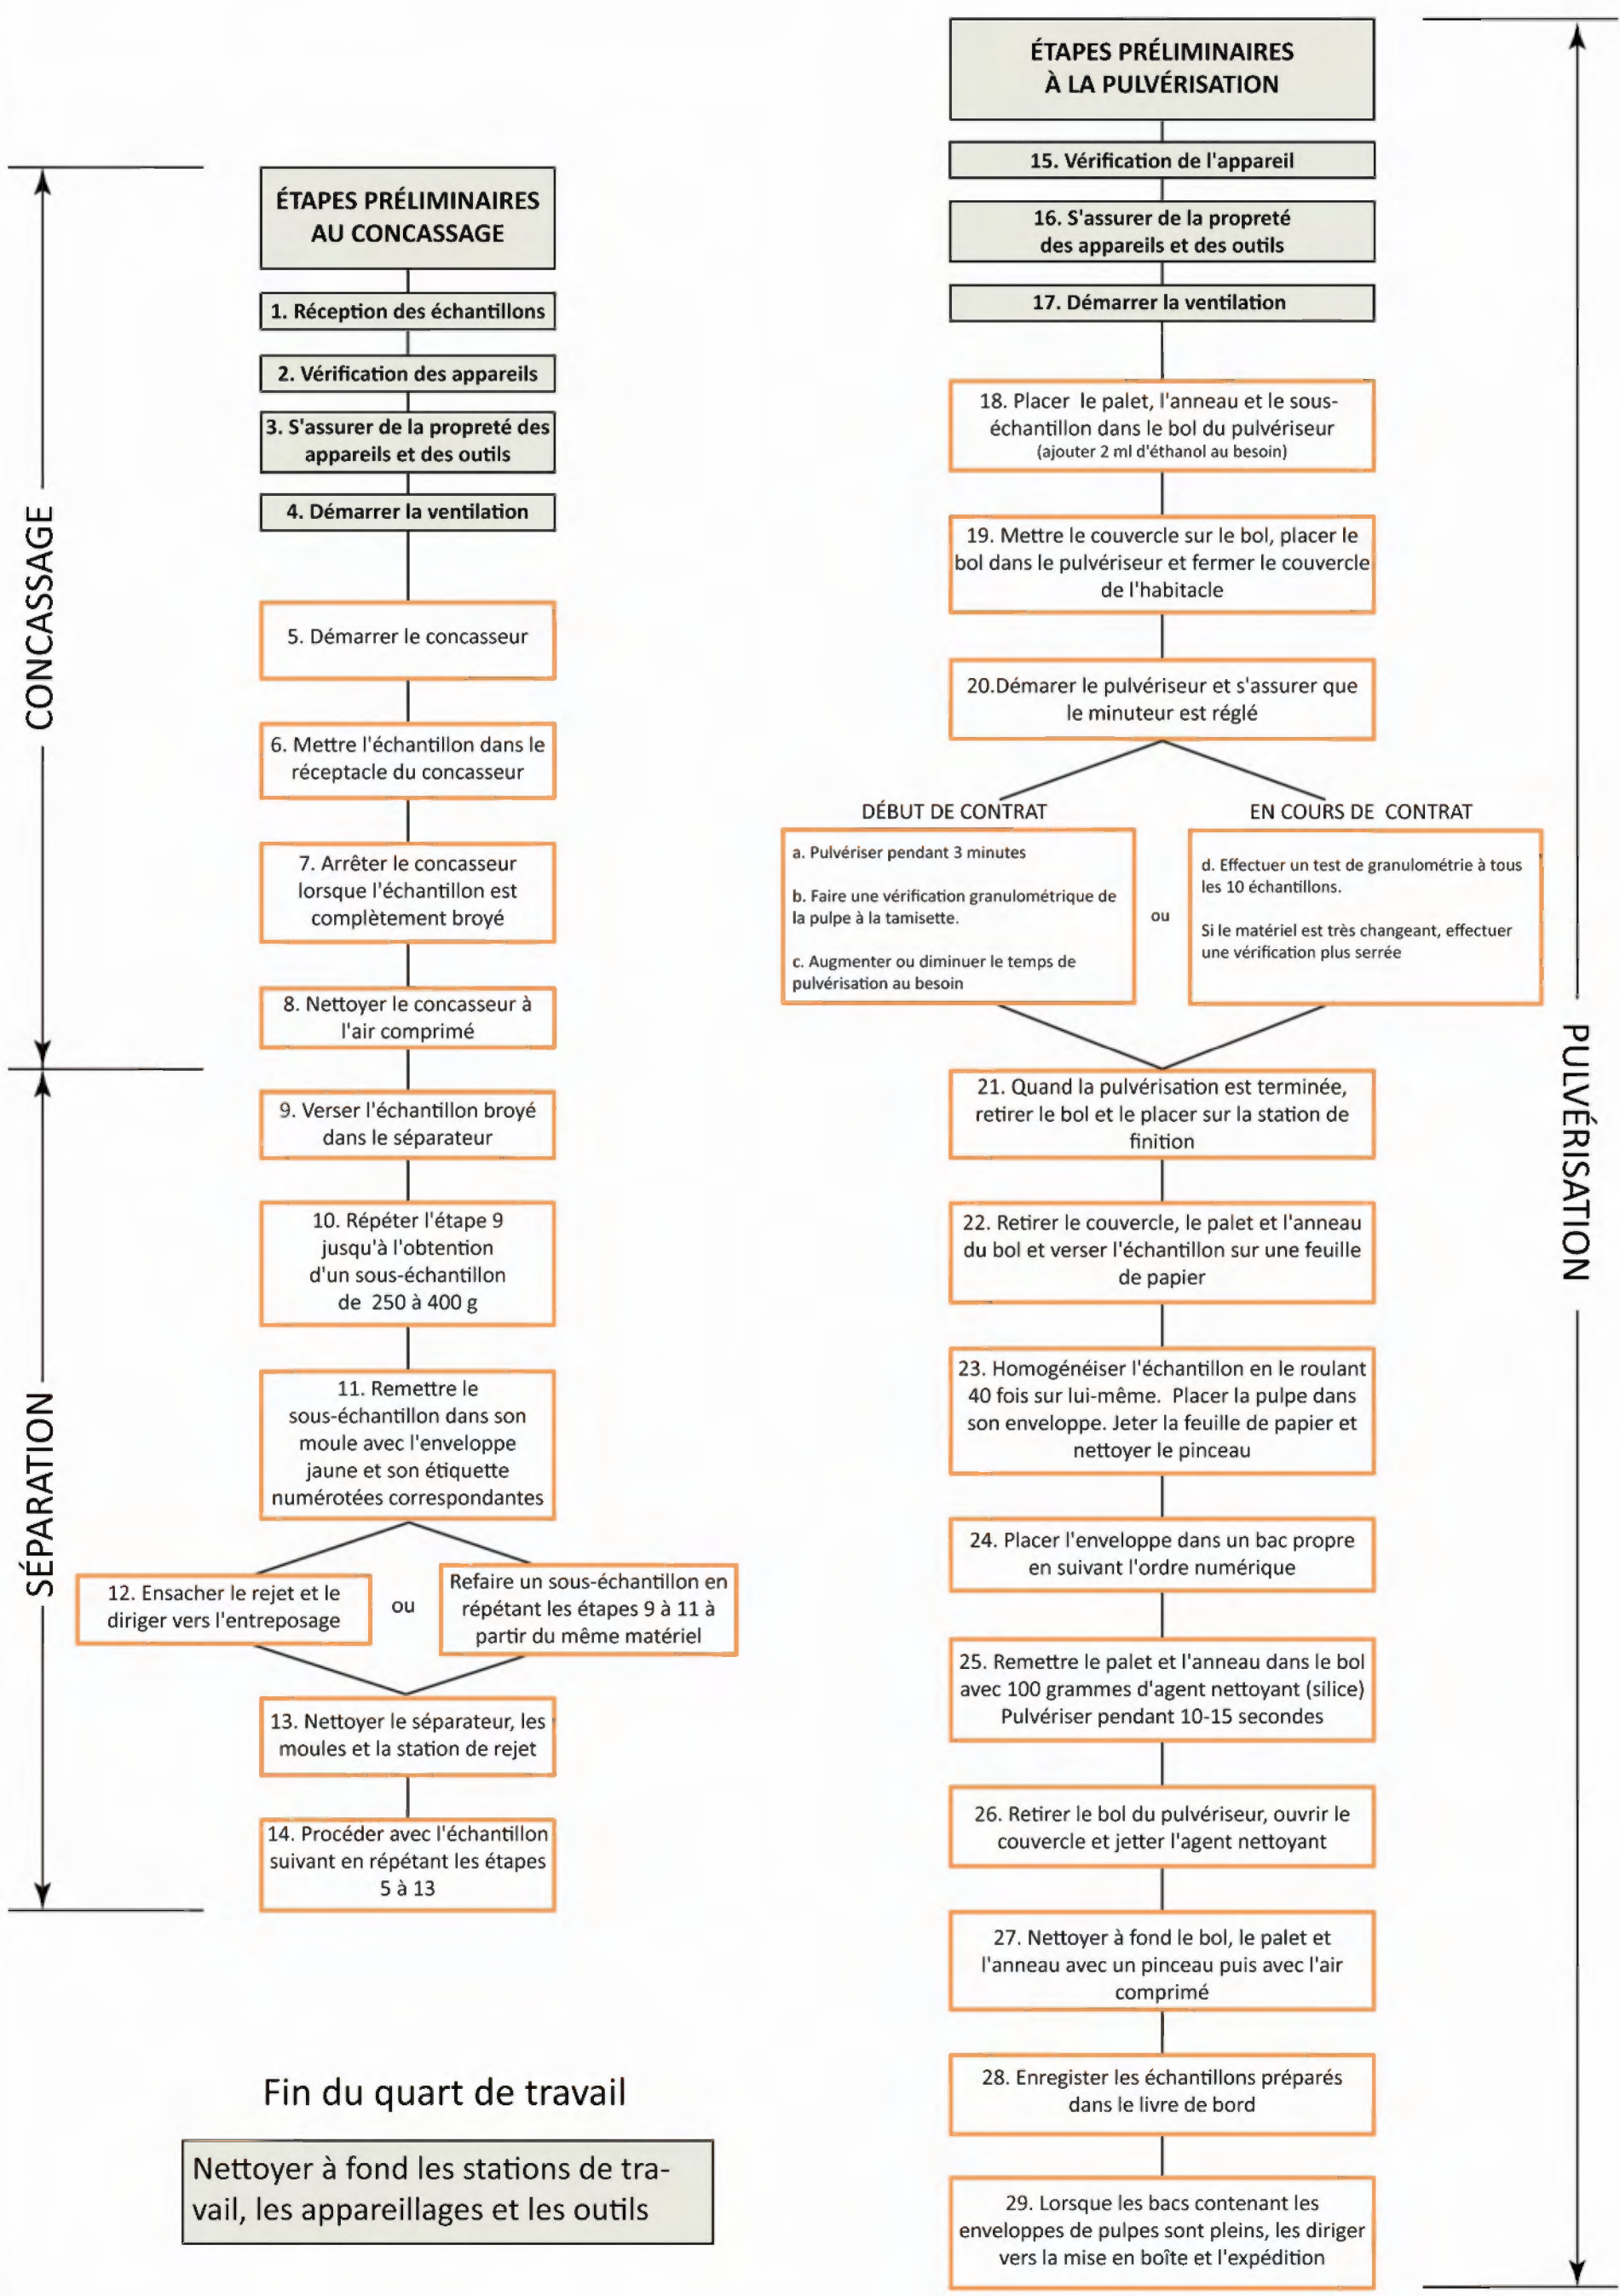 CONCASSAGE
ÉTAPES PRÉLIMINAIRES
AU CONCASSAGE
1. Réception des échantillons
2. Vérification des appareils
3. S'assurer de la propreté des
appareils et des outils
4. Démarrer la ventilation
5. Démarrer le concasseur
6. Mettre l'échantillon dans le
réceptacle du concasseur
7. Arrêter le concasseur
lorsque l'échantillon est
complètement broyé
8. Nettoyer le concasseur à
l'air comprimé
SÉPARATION
9. Verser l'échantillon broyé
dans le séparateur
10. Répéter l'étape 9
jusqu'à l'obtention
d'un sous-échantillon
de 250 à 400 g
11. Remettre le
sous-échantillon dans son
moule avec l'enveloppe
jaune et son étiquette
numérotées correspondantes
12. Ensacher le rejet et le
diriger vers l'entreposage
ou
Refaire un sous-échantillon en
répétant les étapes 9 à 11 à
partir du même matériel
13. Nettoyer le séparateur, les
moules et la station de rejet
14. Procéder avec l'échantillon
suivant en répétant les étapes
5 à 13
Fin du quart de travail
Nettoyer à fond les stations de tra-
vail, les appareillages et les outils
PULVÉRISATION
ÉTAPES PRÉLIMINAIRES
À LA PULVÉRISATION
15. Vérification de l'appareil
16. S'assurer de la propreté
des appareils et des outils
17. Démarrer la ventilation
18. Placer le palet, l'anneau et le sous-
échantillon dans le bol du pulvériseur
(ajouter 2 ml d'éthanol au besoin)
19. Mettre le couvercle sur le bol, placer le
bol dans le pulvériseur et fermer le couvercle
de l'habitacle
20.Démarer le pulvériseur et s'assurer que
le minuteur est réglé
DÉBUT DE CONTRAT
a. Pulvériser pendant 3 minutes
b. Faire une vérification granulométrique de
la pulpe à la tamisette.
c. Augmenter ou diminuer le temps de
pulvérisation au besoin
ou
EN COURS DE CONTRAT
d. Effectuer un test de granulométrie à tous
les 10 échantillons.
Si le matériel est très changeant, effectuer
une vérification plus serrée
21. Quand la pulvérisation est terminée,
retirer le bol et le placer sur la station de
finition
22. Retirer le couvercle, le palet et l'anneau
du bol et verser l'échantillon sur une feuille
de papier
23. Homogénéiser l'échantillon en le roulant
40 fois sur lui-même. Placer la pulpe dans
son enveloppe. Jeter la feuille de papier et
nettoyer le pinceau
24. Placer l'enveloppe dans un bac propre
en suivant l'ordre numérique
25. Remettre le palet et l'anneau dans le bol
avec 100 grammes d'agent nettoyant (silice)
Pulvériser pendant 10-15 secondes
26. Retirer le bol du pulvériseur, ouvrir le
couvercle et jetter l'agent nettoyant
27. Nettoyer à fond le bol, le palet et
l'anneau avec un pinceau puis avec l'air
comprimé
28. Enregister les échantillons préparés
dans le livre de bord
29. Lorsque les bacs contenant les
enveloppes de pulpes sont pleins, les diriger
vers la mise en boîte et l'expédition